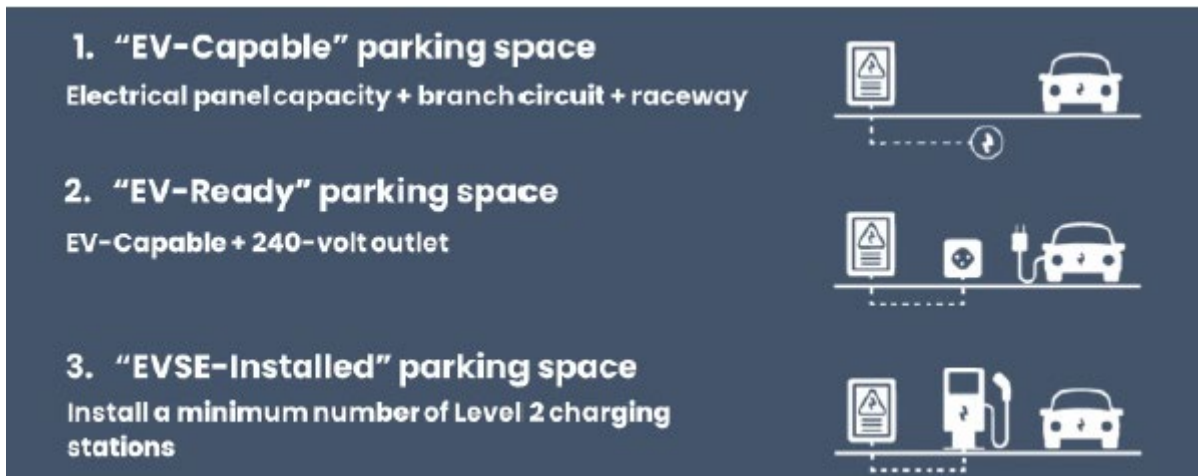 1. “EV-Capable” parking space
Electrical panel capacity + branch circuit + raceway
2. “EV-Ready” parking space
EV-Capable + 240-volt outlet
3. “EVSE-Installed” parking space
Install a minimum number of Level 2 charging
stations